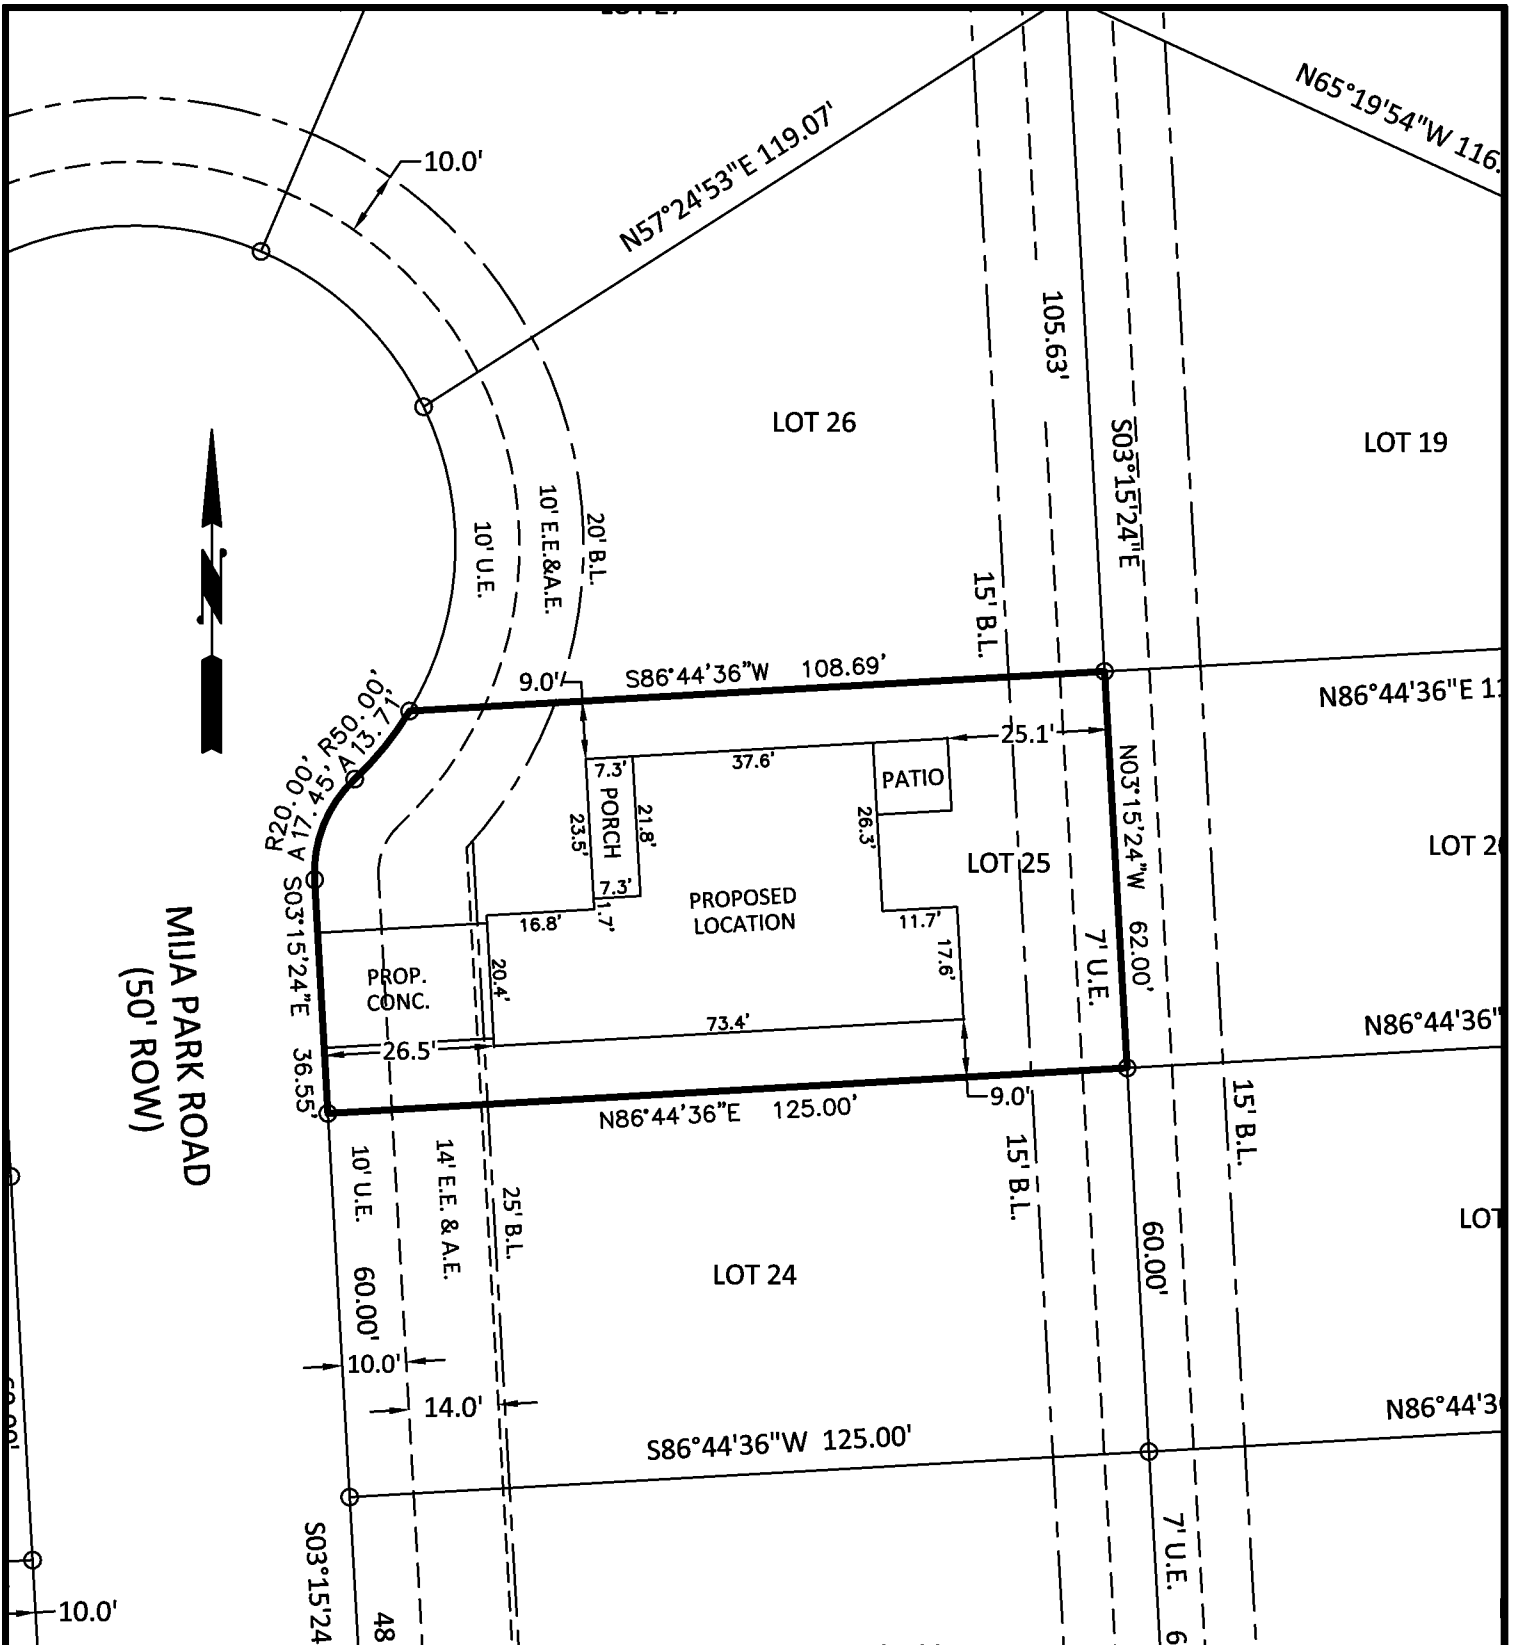 N65°19'54"W 116.
10.0'
N57°24'53"E 119.07'
105.63'
LOT 26
S03°15'24"E
LOT 19
10' U.E.
10' E.E.&A.E.
20' B.L.
15' B.L.
N
9.0'
S86°44'36"W 108.69'
N86°44'36"E 1
R50.00'
A 13.71'
R20.00'
A 17.45'
25.1'
7.3'
37.6'
PATIO
PORCH
23.5'
21.8'
26.3'
N03°15'24"W 62.00'
LOT 25
LOT 2
7.3'
1.7'
16.8'
PROPOSED
LOCATION
11.7'
17.6'
7' U.E.
S03°15'24"E 36.55'
PROP.
CONC.
20.4'
73.4'
26.5'
MIJA PARK ROAD
(50' ROW)
N86°44'36"
N86°44'36"E 125.00'
9.0'
15' B.L.
15' B.L.
10' U.E.
14' E.E. & A.E.
25' B.L.
LOT
60.00'
60.00'
LOT 24
10.0'
14.0'
N86°44'3
S86°44'36"W 125.00'
S03°15'24
48
7' U.E.
6
10.0'